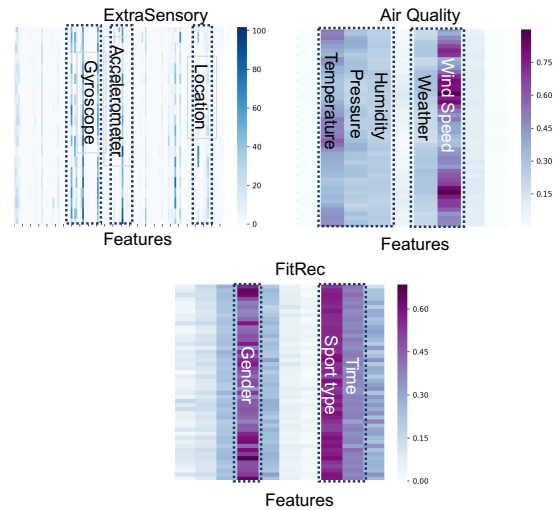 ExtraSensory
Gyroscope
Accelerometer
Location
100
80
60
40
20
0
Features
Air Quality
Temperature
Pressure
Humidity
Weather
Wind Speed
0.75
0.60
0.45
0.30
0.15
Features
FitRec
Gender
Sport type
Time
0.60
0.45
0.30
0.15
0.00
Features